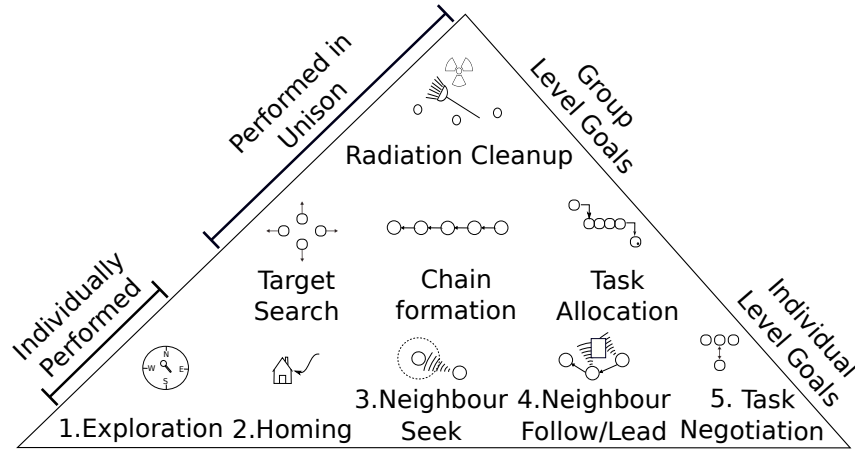 Performed in
Unison
Group
Level Goals
Radiation Cleanup
Target
Search
Chain
formation
Task
Allocation
Individually
Performed
Individual
Level Goals
N
W E
S
1.Exploration
2.Homing
3.Neighbour
Seek
4.Neighbour
Follow/Lead
5. Task
Negotiation